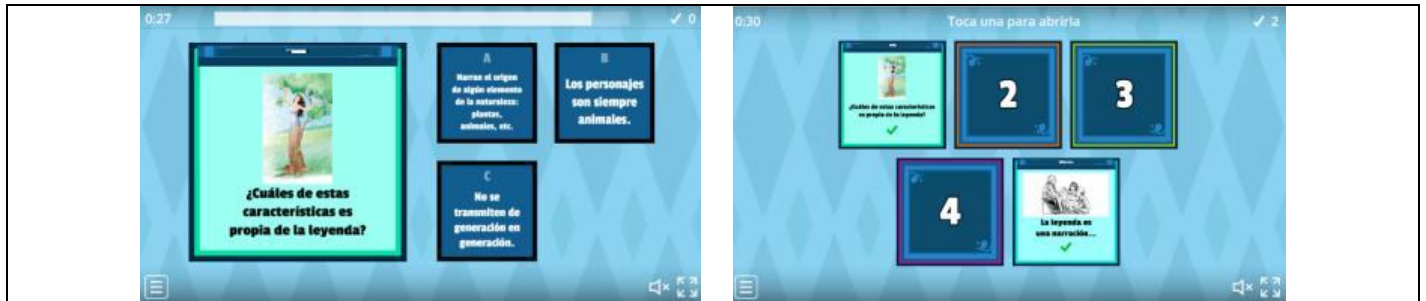 0:27
✓ 0
¿Cuáles de estas
características es
propia de la leyenda?
A
Narran el origen
de algún elemento
de la naturaleza:
plantas,
animales, etc.
B
Los personajes
son siempre
animales.
C
No se
transmiten de
generación en
generación.
0:30
Toca una para abrirla
✓ 2
¿Cuáles de estas características
es propia de la leyenda?
2
3
4
La leyenda es
una narración...